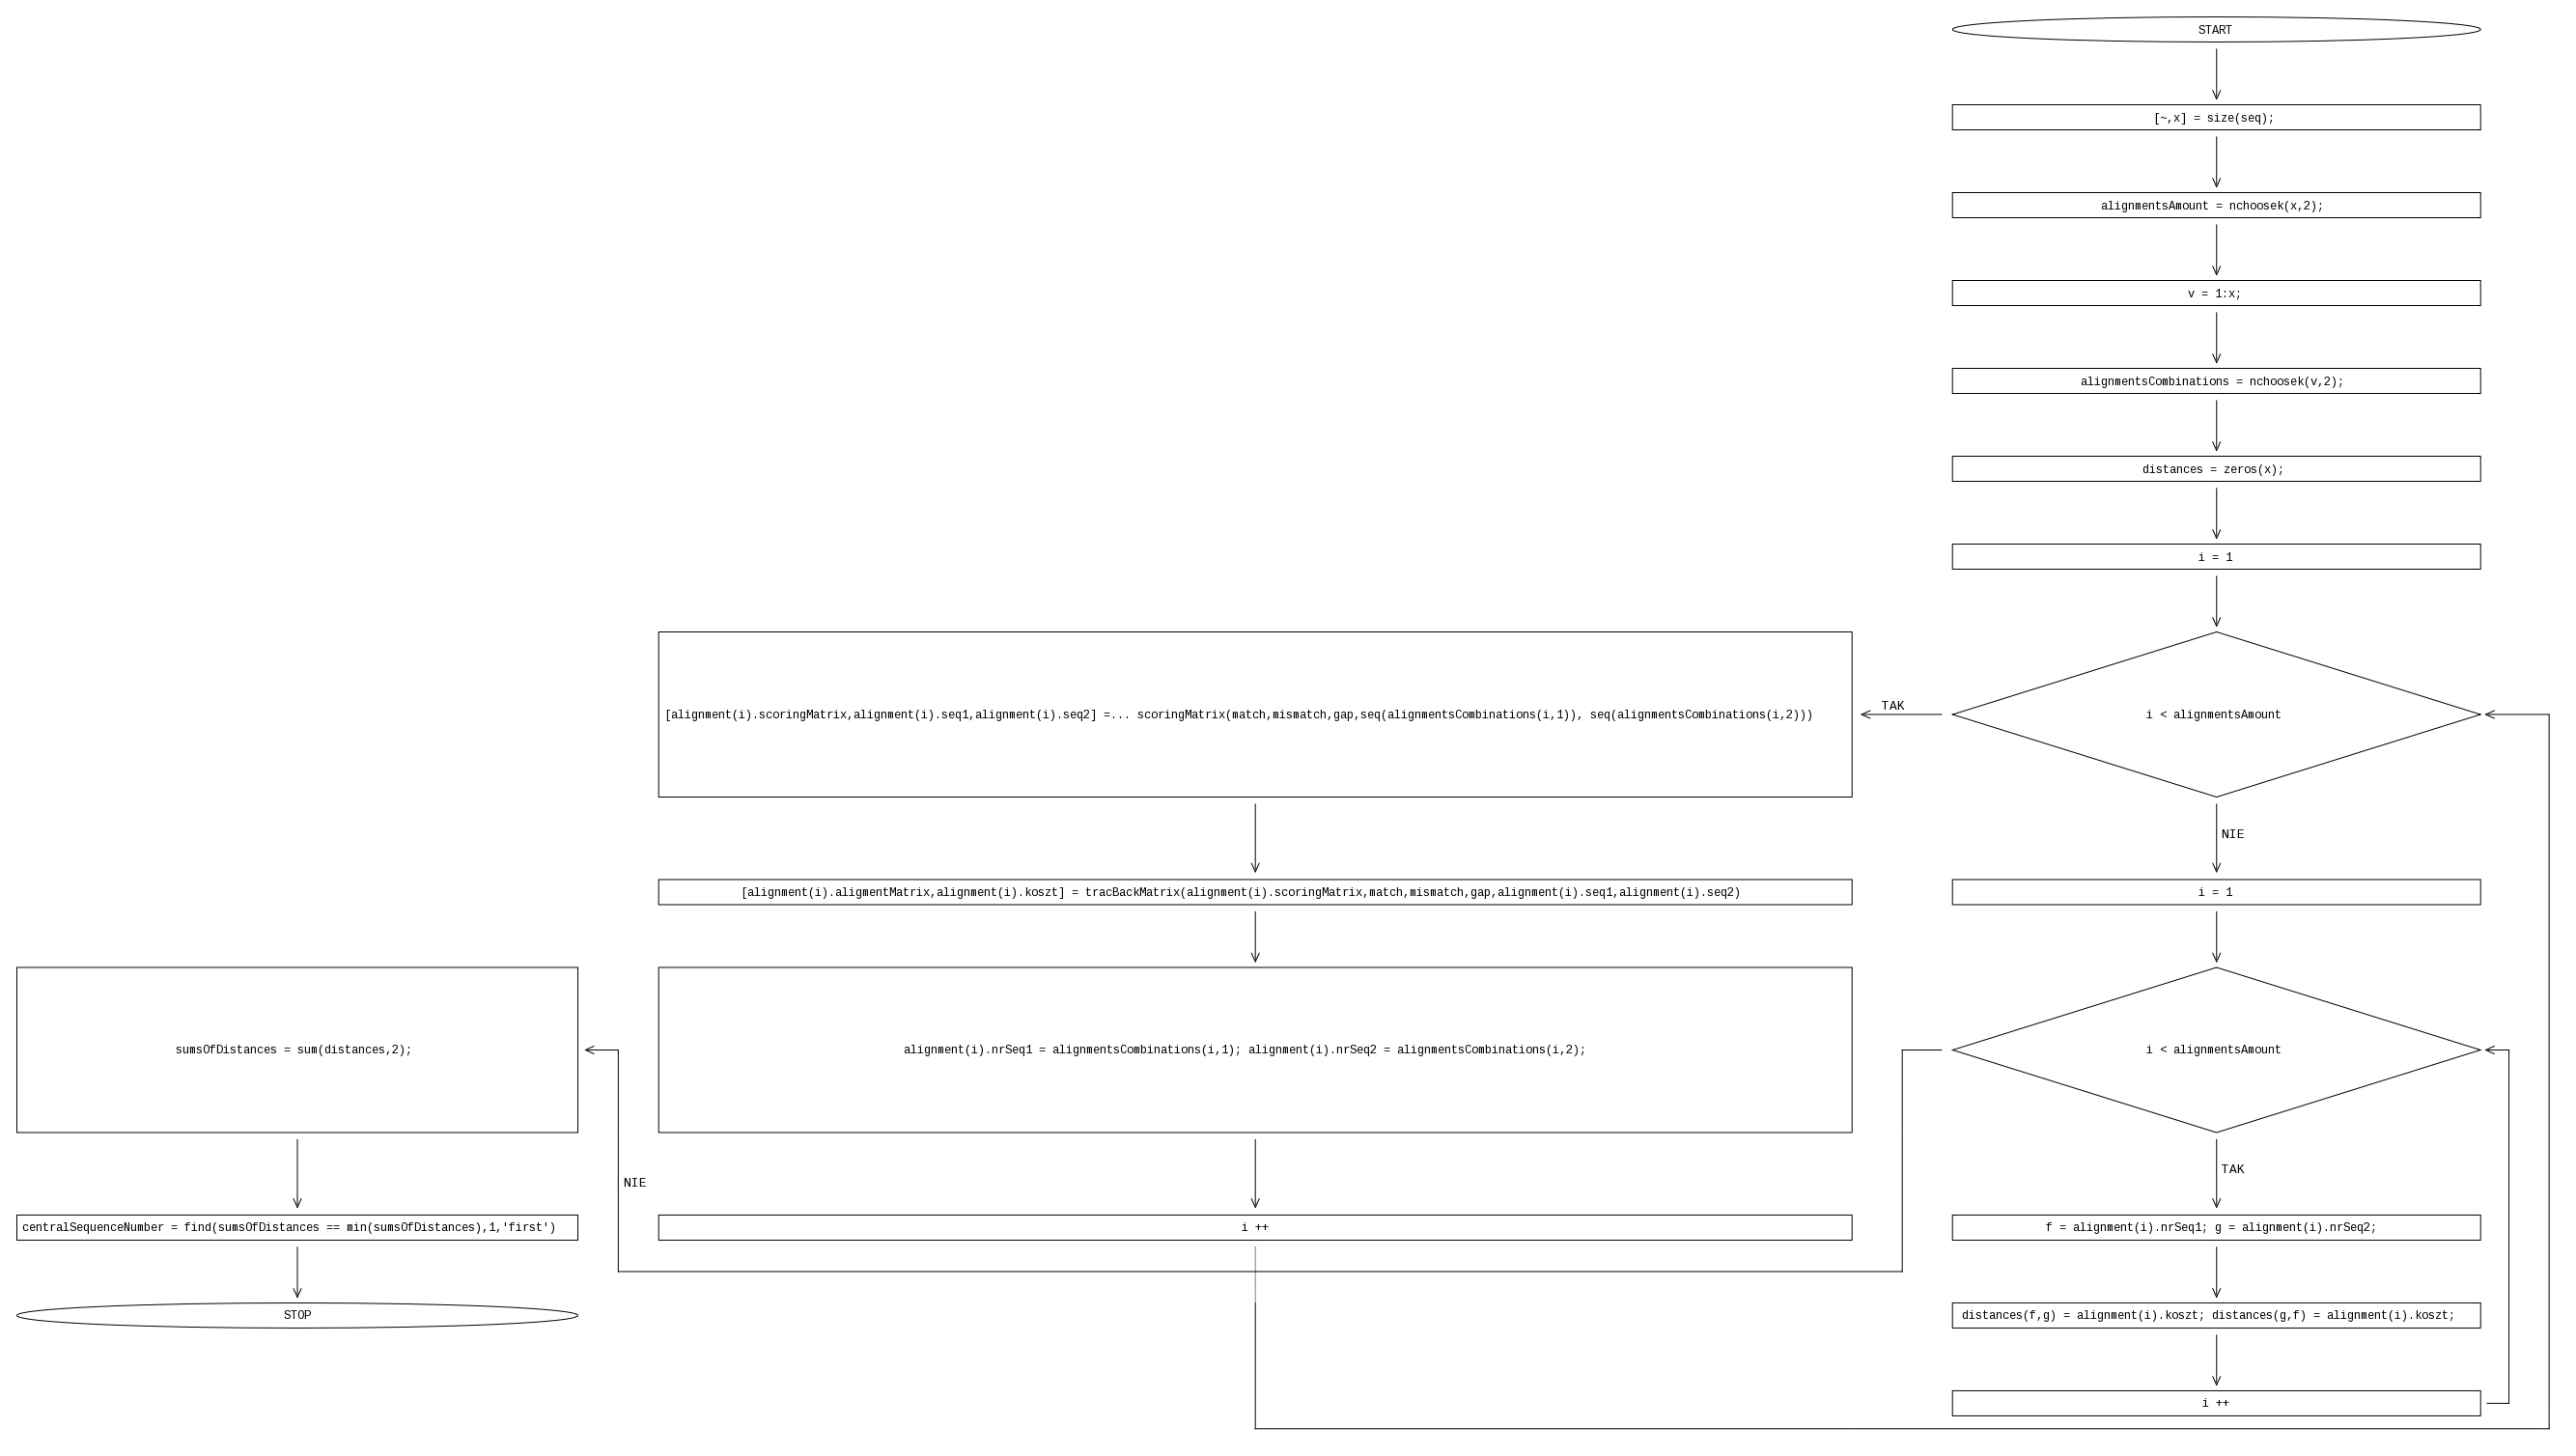 START
[~,x] = size(seq);
alignmentsAmount = nchoosek(x,2);
v = 1:x;
alignmentsCombinations = nchoosek(v,2);
distances = zeros(x);
i = 1
i < alignmentsAmount
TAK
[alignment(i).scoringMatrix,alignment(i).seq1,alignment(i).seq2] =... scoringMatrix(match,mismatch,gap,seq(alignmentsCombinations(i,1)), seq(alignmentsCombinations(i,2)))
[alignment(i).aligmentMatrix,alignment(i).koszt] = tracBackMatrix(alignment(i).scoringMatrix,match,mismatch,gap,alignment(i).seq1,alignment(i).seq2)
alignment(i).nrSeq1 = alignmentsCombinations(i,1); alignment(i).nrSeq2 = alignmentsCombinations(i,2);
i ++
NIE
i = 1
i < alignmentsAmount
TAK
f = alignment(i).nrSeq1; g = alignment(i).nrSeq2;
distances(f,g) = alignment(i).koszt; distances(g,f) = alignment(i).koszt;
i ++
NIE
sumsOfDistances = sum(distances,2);
centralSequenceNumber = find(sumsOfDistances == min(sumsOfDistances),1,'first')
STOP